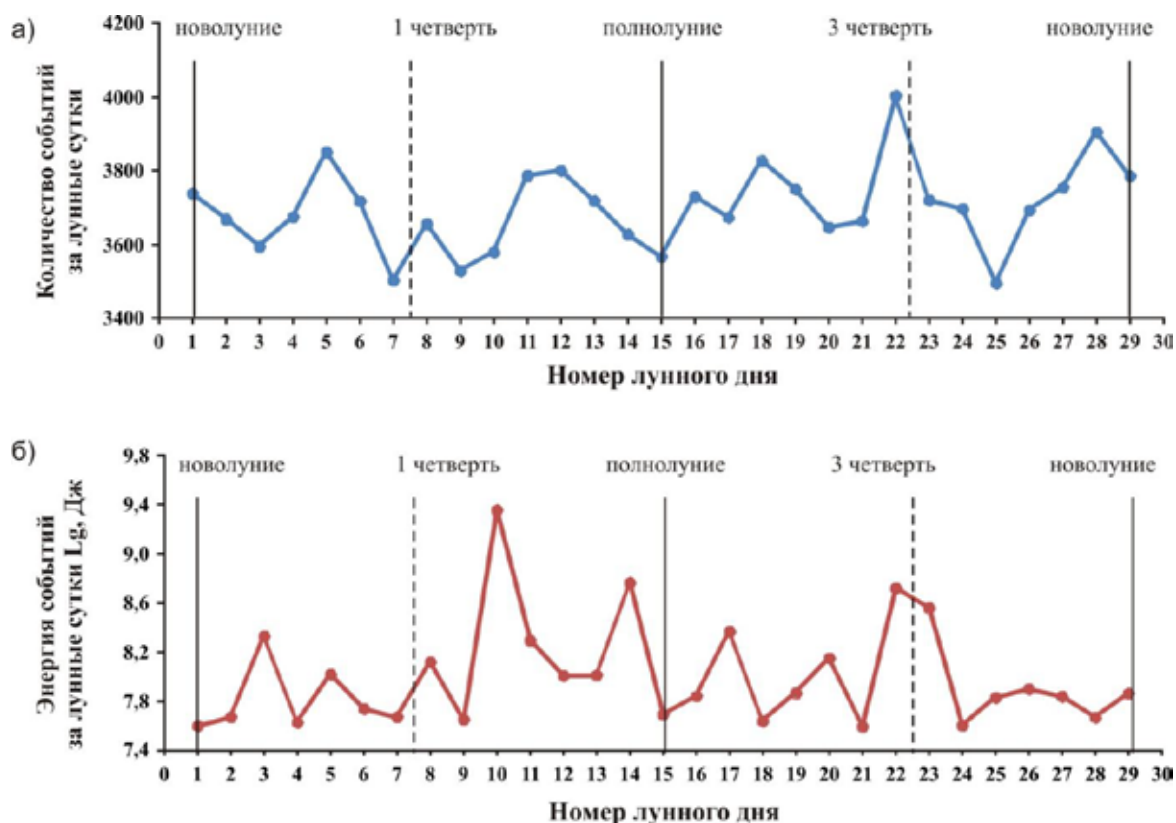 а)
новолуние 1 четверть полнолуние 3 четверть новолуние
Количество событий
за лунные сутки
4200
4000
3800
3600
3400
0 1 2 3 4 5 6 7 8 9 10 11 12 13 14 15 16 17 18 19 20 21 22 23 24 25 26 27 28 29 30
Номер лунного дня
б)
новолуние 1 четверть полнолуние 3 четверть новолуние
Энергия событий
за лунные сутки Lg, Дж
9,8
9,4
9,0
8,6
8,2
7,8
7,4
0 1 2 3 4 5 6 7 8 9 10 11 12 13 14 15 16 17 18 19 20 21 22 23 24 25 26 27 28 29 30
Номер лунного дня